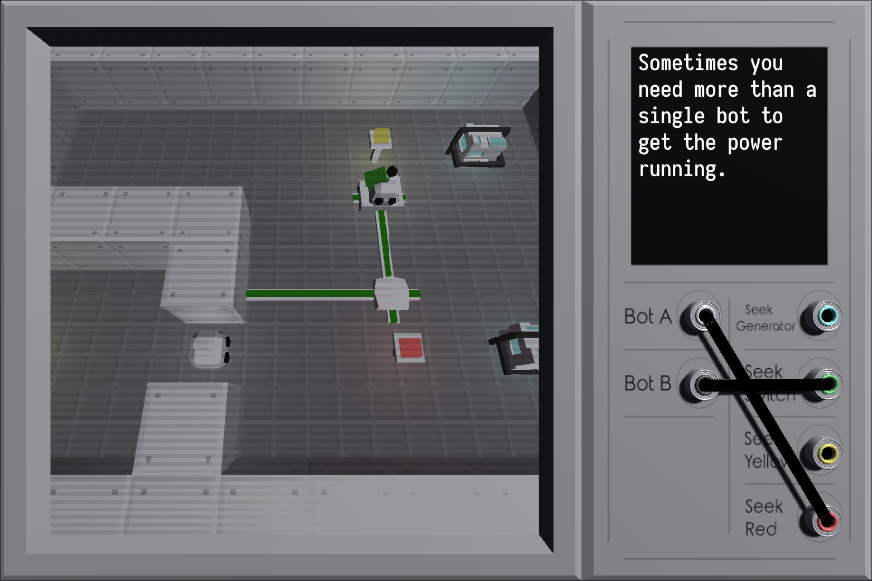 Sometimes you
need more than a
single bot to
get the power
running.
Bot A
Seek
Generator
Bot B
Seek
Switch
Seek
Yellow
Seek
Red